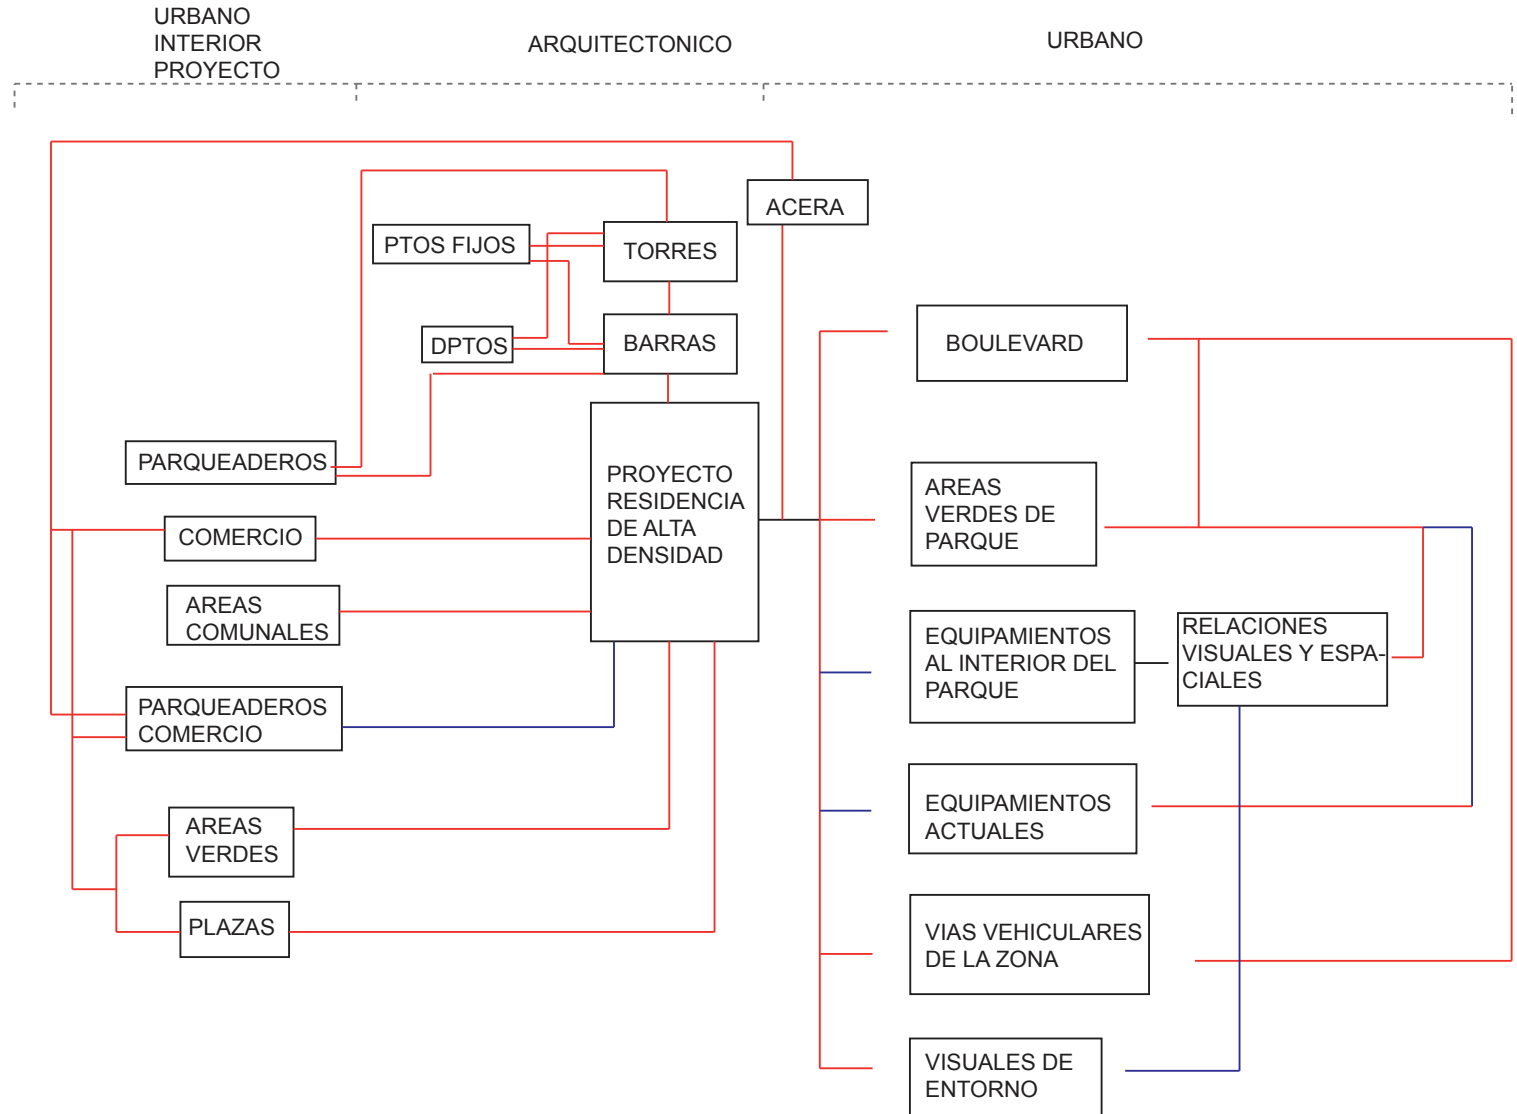 URBANO
INTERIOR
PROYECTO
ARQUITECTONICO
URBANO
ACERA
PTOS FIJOS
TORRES
DPTOS
BARRAS
BOULEVARD
PARQUEADEROS
PROYECTO
RESIDENCIA
DE ALTA
DENSIDAD
AREAS
VERDES DE
PARQUE
COMERCIO
AREAS
COMUNALES
EQUIPAMIENTOS
AL INTERIOR DEL
PARQUE
RELACIONES
VISUALES Y ESPA-
CIALES
PARQUEADEROS
COMERCIO
EQUIPAMIENTOS
ACTUALES
AREAS
VERDES
PLAZAS
VIAS VEHICULARES
DE LA ZONA
VISUALES DE
ENTORNO